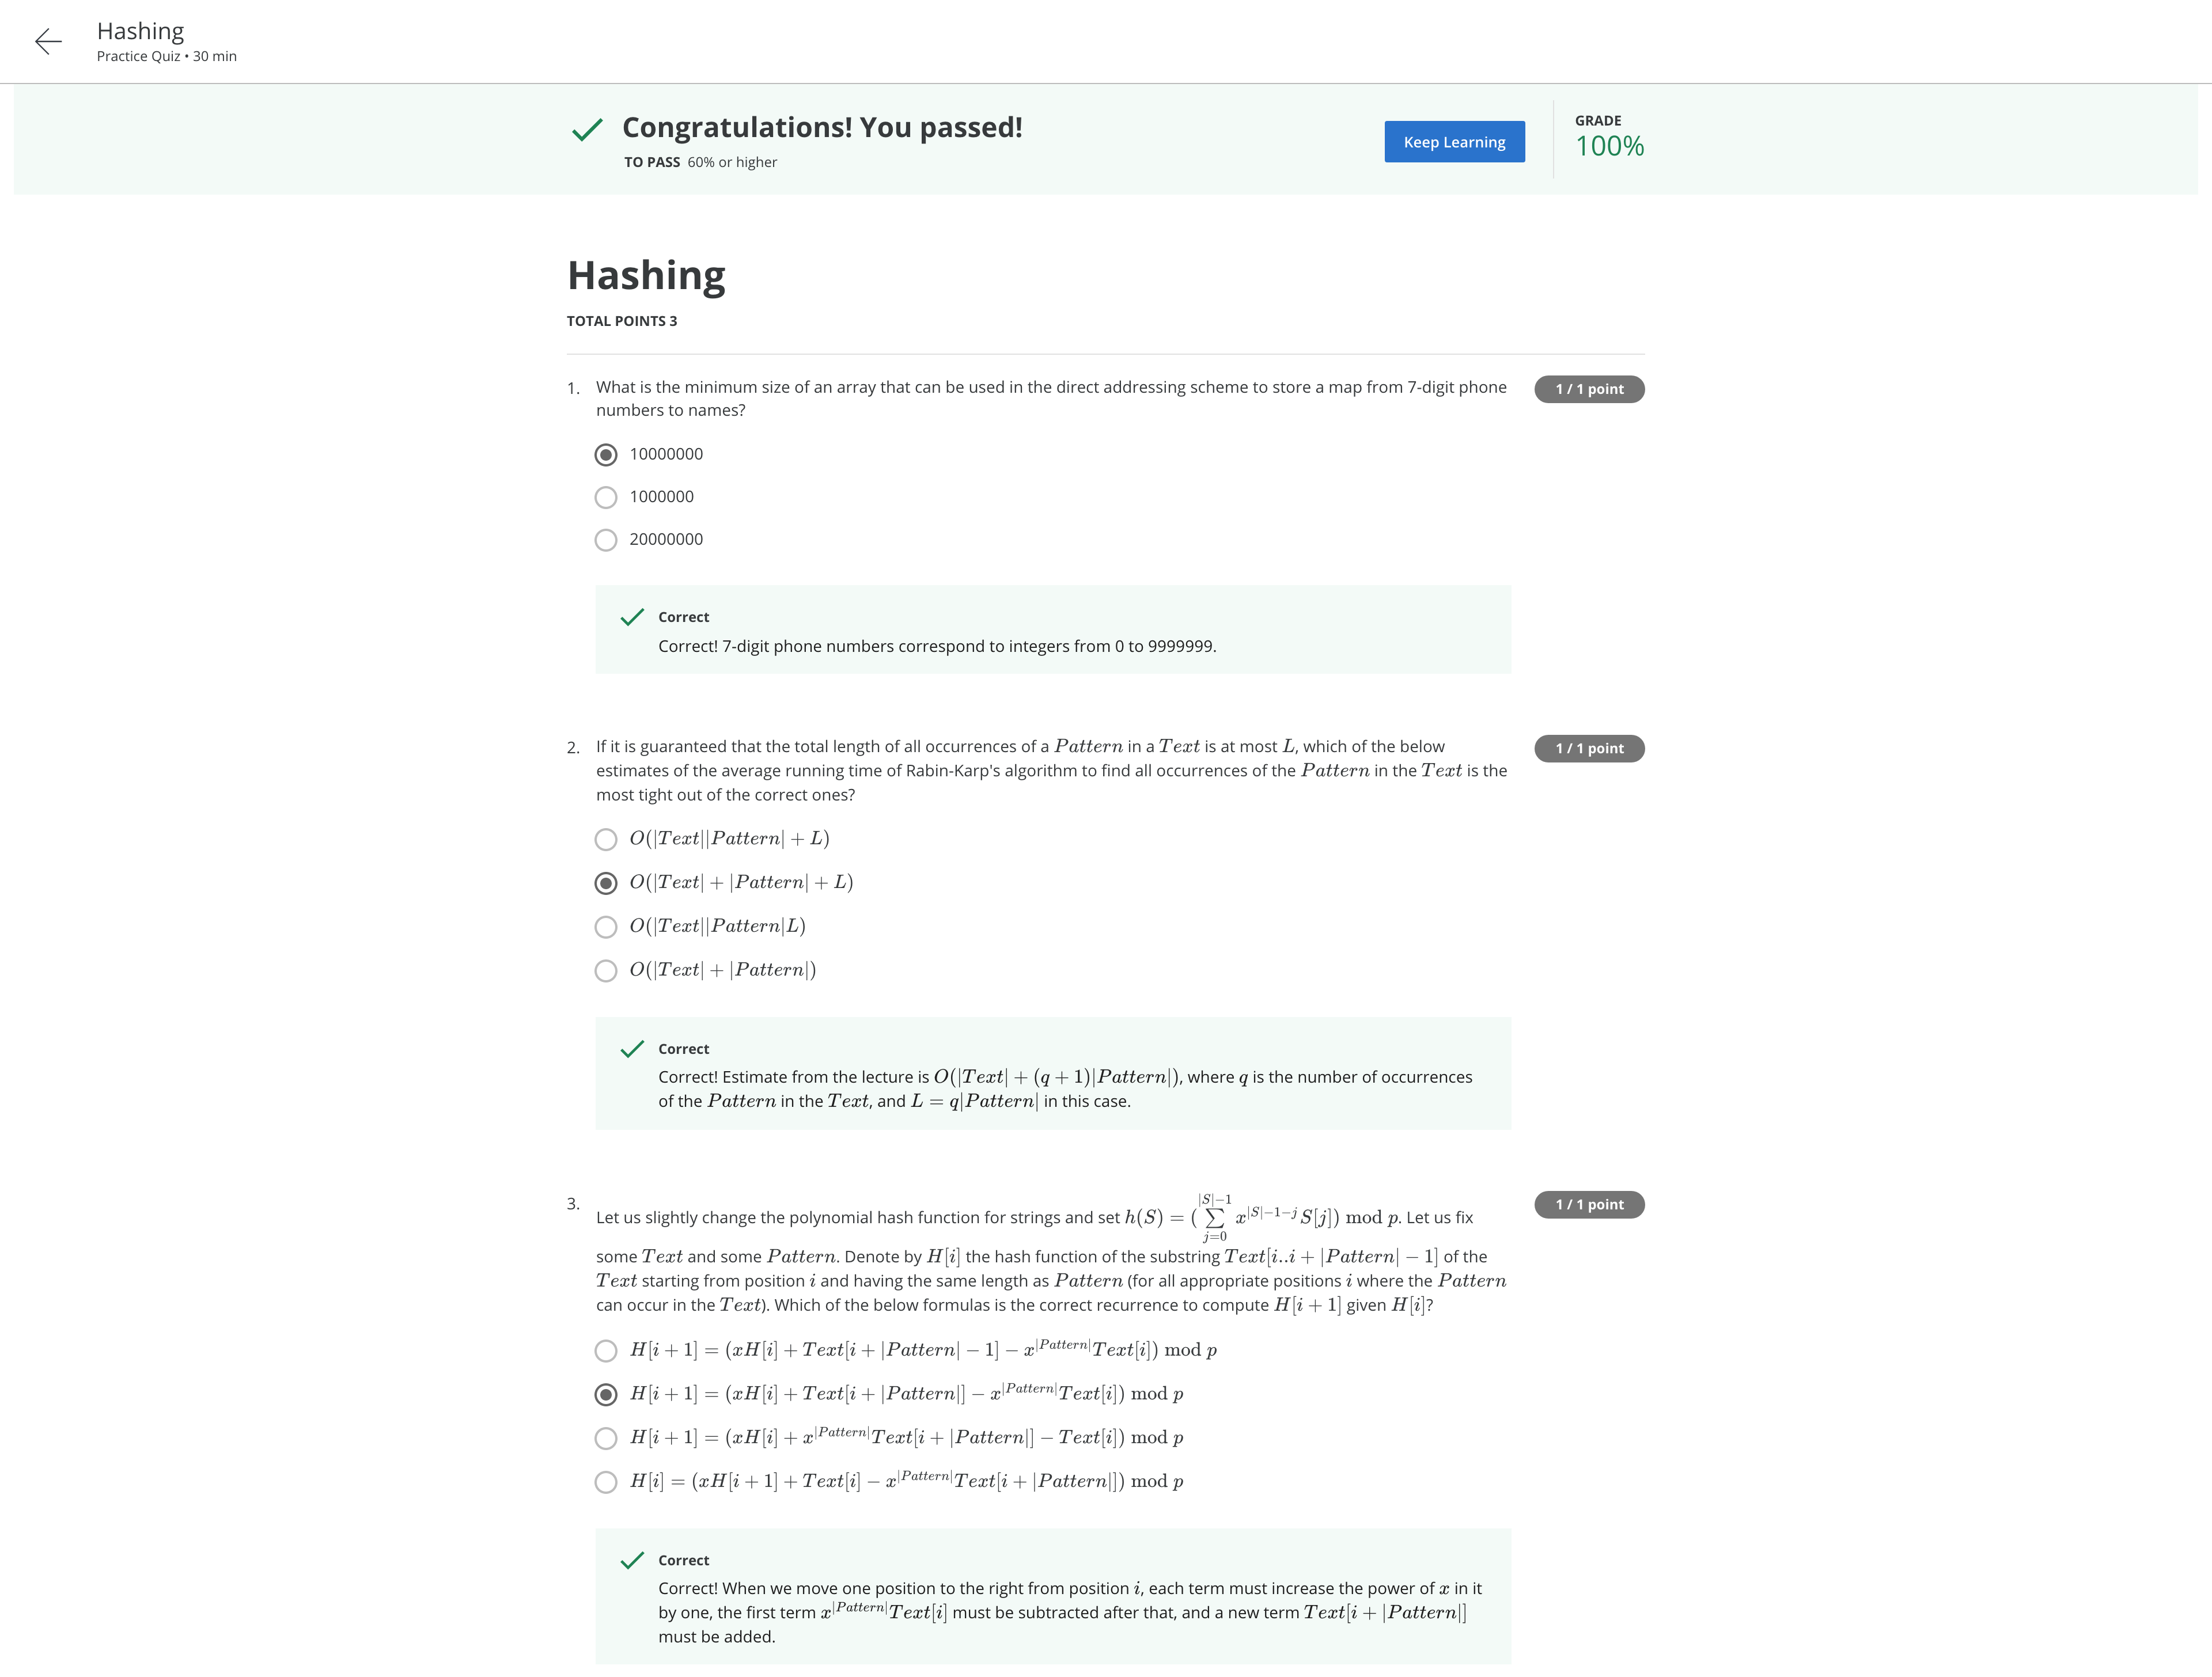 Hashing
Practice Quiz • 30 min
Congratulations! You passed!
TO PASS 60% or higher
Keep Learning
GRADE
100%
Hashing
TOTAL POINTS 3
1. What is the minimum size of an array that can be used in the direct addressing scheme to store a map from 7-digit phone
numbers to names?
1 / 1 point
10000000
1000000
20000000
Correct
Correct! 7-digit phone numbers correspond to integers from 0 to 9999999.
2. If it is guaranteed that the total length of all occurrences of a Pattern in a Text is at most L, which of the below
estimates of the average running time of Rabin-Karp's algorithm to find all occurrences of the Pattern in the Text is the
most tight out of the correct ones?
1 / 1 point
O(|Text||Pattern| + L)
O(|Text| + |Pattern| + L)
O(|Text||Pattern|L)
O(|Text| + |Pattern|)
Correct
Correct! Estimate from the lecture is O(|Text| + (q + 1)|Pattern|), where q is the number of occurrences
of the Pattern in the Text, and L = q|Pattern| in this case.
3. Let us slightly change the polynomial hash function for strings and set h(S) = (∑_{j=0}^{|S|−1} x^{|S|−1−j} S[j]) mod p. Let us fix
some Text and some Pattern. Denote by H[i] the hash function of the substring Text[i..i + |Pattern| − 1] of the
Text starting from position i and having the same length as Pattern (for all appropriate positions i where the Pattern
can occur in the Text). Which of the below formulas is the correct recurrence to compute H[i + 1] given H[i]?
1 / 1 point
H[i + 1] = (xH[i] + Text[i + |Pattern| − 1] − x^{|Pattern|}Text[i]) mod p
H[i + 1] = (xH[i] + Text[i + |Pattern|] − x^{|Pattern|}Text[i]) mod p
H[i + 1] = (xH[i] + x^{|Pattern|}Text[i + |Pattern|] − Text[i]) mod p
H[i] = (xH[i + 1] + Text[i] − x^{|Pattern|}Text[i + |Pattern|]) mod p
Correct
Correct! When we move one position to the right from position i, each term must increase the power of x in it
by one, the first term x^{|Pattern|}Text[i] must be subtracted after that, and a new term Text[i + |Pattern|]
must be added.